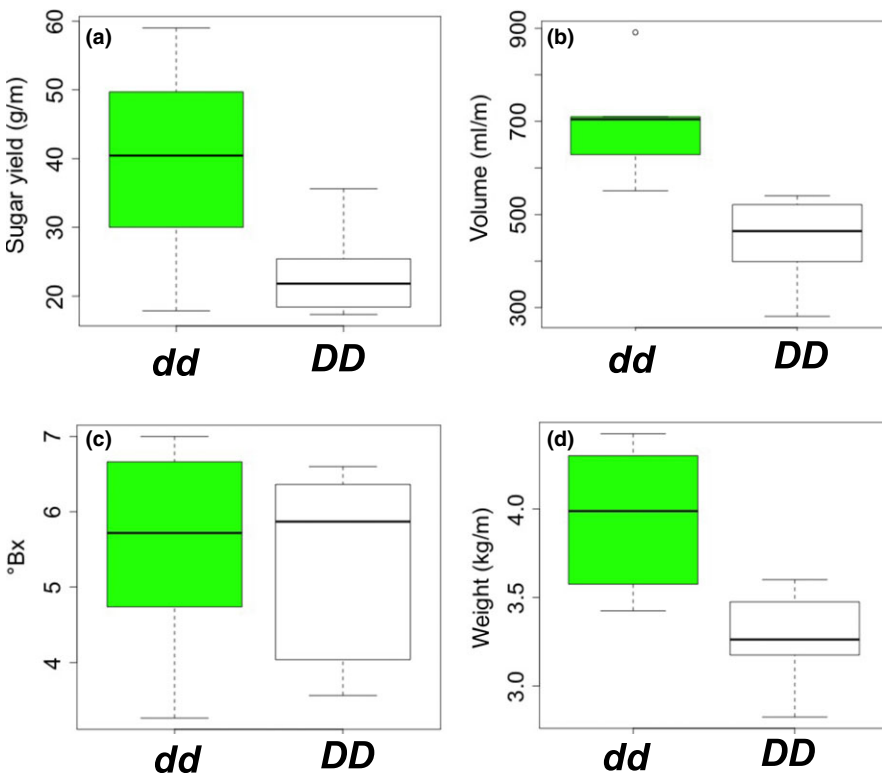 (a)
Sugar yield (g/m)
60
50
40
30
20
dd DD
(b)
Volume (ml/m)
900
700
500
300
dd DD
(c)
°Bx
7
6
5
4
dd DD
(d)
Weight (kg/m)
4.0
3.5
3.0
dd DD